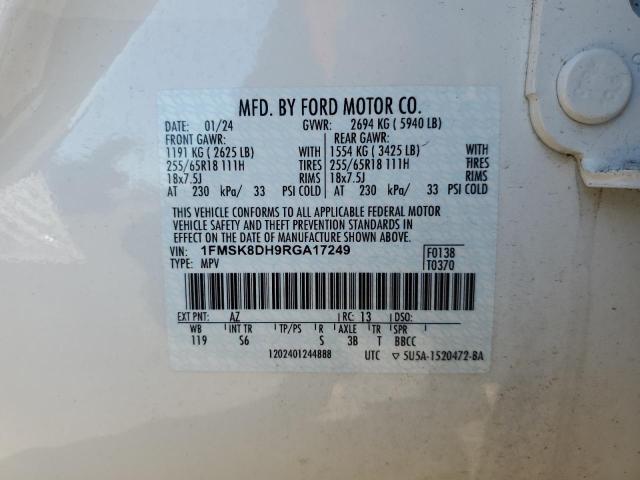 MFD. BY FORD MOTOR CO.
DATE: 01/24 GVWR: 2694 KG ( 5940 LB)
FRONT GAWR: REAR GAWR:
1191 KG ( 2625 LB) WITH 1554 KG ( 3425 LB) WITH
255/65R18 111H TIRES 255/65R18 111H TIRES
18x7.5J RIMS 18x7.5J RIMS
AT 230 kPa/ 33 PSI COLD AT 230 kPa/ 33 PSI COLD
THIS VEHICLE CONFORMS TO ALL APPLICABLE FEDERAL MOTOR
VEHICLE SAFETY AND THEFT PREVENTION STANDARDS IN
EFFECT ON THE DATE OF MANUFACTURE SHOWN ABOVE.
VIN: 1FMSK8DH9RGA17249 F0138
TYPE: MPV T0370
EXT PNT: AZ RC: 13 DSO:
WB INT TR TP/PS R AXLE TR SPR
119 S6 S 3B T BBCC
1202401244888 UTC ▽ 5U5A-1520472-BA